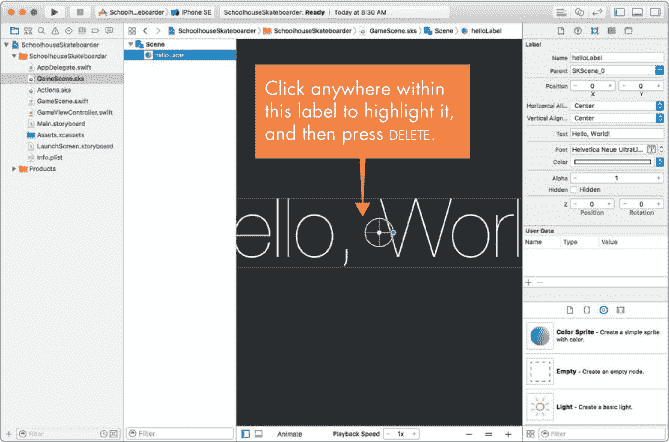 Schoolh...eboarder
iPhone SE
SchoolhouseSkateboarder: Ready
Today at 8:30 AM
SchoolhouseSkateboarder
SchoolhouseSkateboarder
GameScene.sks
Scene
helloLabel
SchoolhouseSkateboarder
SchoolhouseSkateboarder
AppDelegate.swift
GameScene.sks
Actions.sks
GameScene.swift
GameViewController.swift
Main.storyboard
Assets.xcassets
LaunchScreen.storyboard
Info.plist
Products
Filter
Scene
helloLabel
Filter
Click anywhere within
this label to highlight it,
and then press DELETE.
ello, Worl
Animate
Playback Speed
1x
Label
Name
helloLabel
Parent
SKScene_0
Position
0
0
X
Y
Horizontal Ali...
Center
Vertical Align...
Center
Text
Hello, World!
Font
Helvetica Neue UltraLi...
Color
Alpha
1
Hidden
Hidden
Z
0
0
Position
Rotation
User Data
Name
Type
Value
Color Sprite - Create a simple sprite
with color.
Empty - Create an empty node.
Light - Create a basic light.
Filter